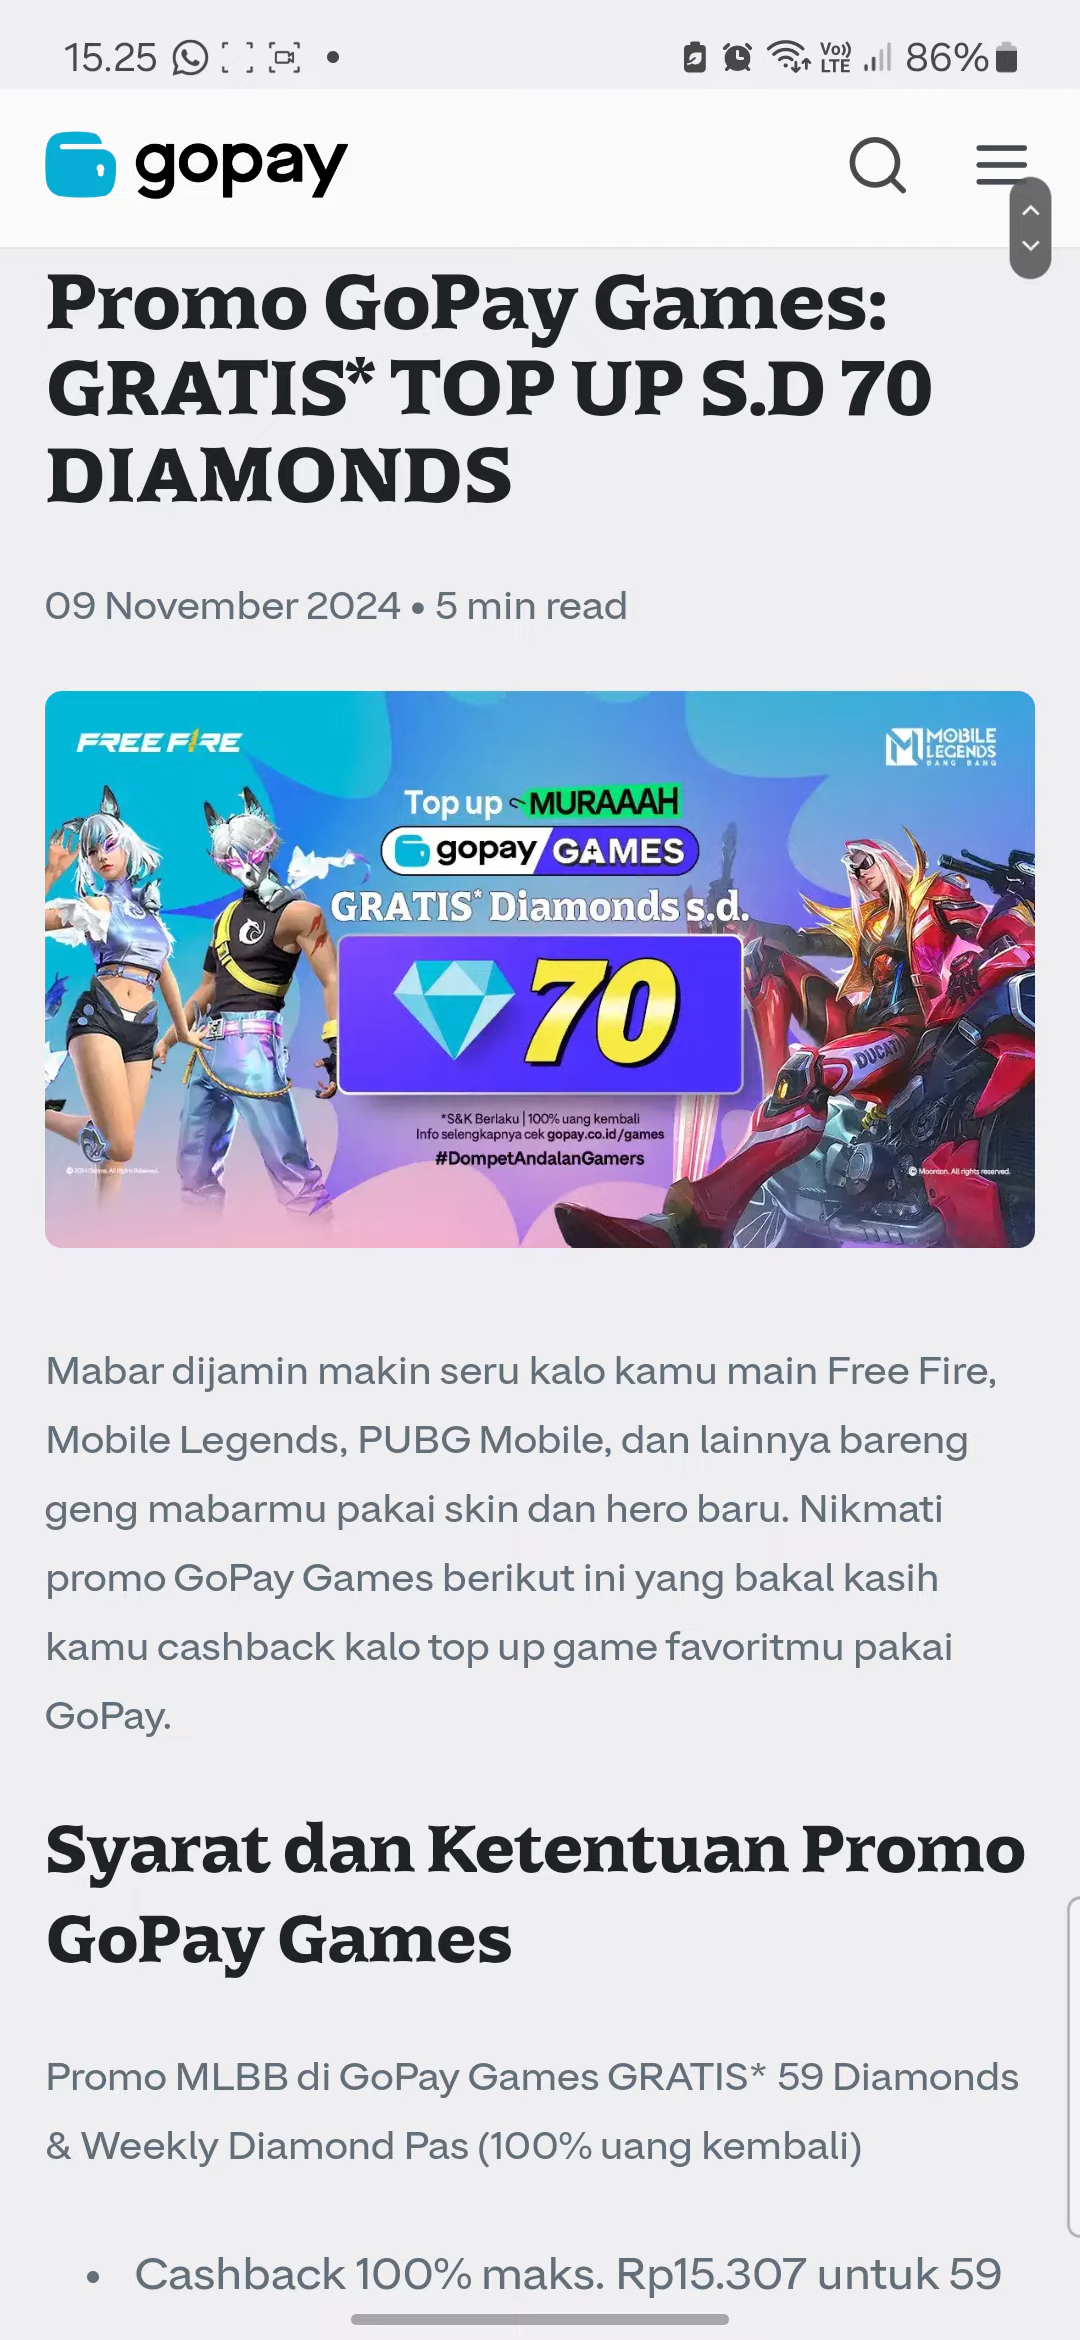 15.25
Vo))
LTE
86%
gopay
Promo GoPay Games:
GRATIS* TOP UP S.D 70
DIAMONDS
09 November 2024 • 5 min read
FREE FIRE
MOBILE
LEGENDS
BANG BANG
Top up MURAAAH
gopay GAMES
GRATIS* Diamonds s.d.
70
DUCATI
*S&K Berlaku | 100% uang kembali
Info selengkapnya cek gopay.co.id/games
#DompetAndalanGamers
© Moonton. All rights reserved.
Mabar dijamin makin seru kalo kamu main Free Fire,
Mobile Legends, PUBG Mobile, dan lainnya bareng
geng mabarmu pakai skin dan hero baru. Nikmati
promo GoPay Games berikut ini yang bakal kasih
kamu cashback kalo top up game favoritmu pakai
GoPay.
Syarat dan Ketentuan Promo
GoPay Games
Promo MLBB di GoPay Games GRATIS* 59 Diamonds
& Weekly Diamond Pas (100% uang kembali)
• Cashback 100% maks. Rp15.307 untuk 59